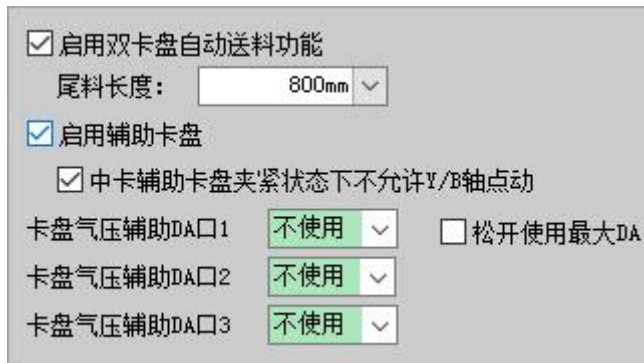 启用双卡盘自动送料功能
尾料长度： 800mm
启用辅助卡盘
中卡辅助卡盘夹紧状态下不允许Y/B轴点动
卡盘气压辅助DA口1 不使用 松开使用最大DA
卡盘气压辅助DA口2 不使用
卡盘气压辅助DA口3 不使用